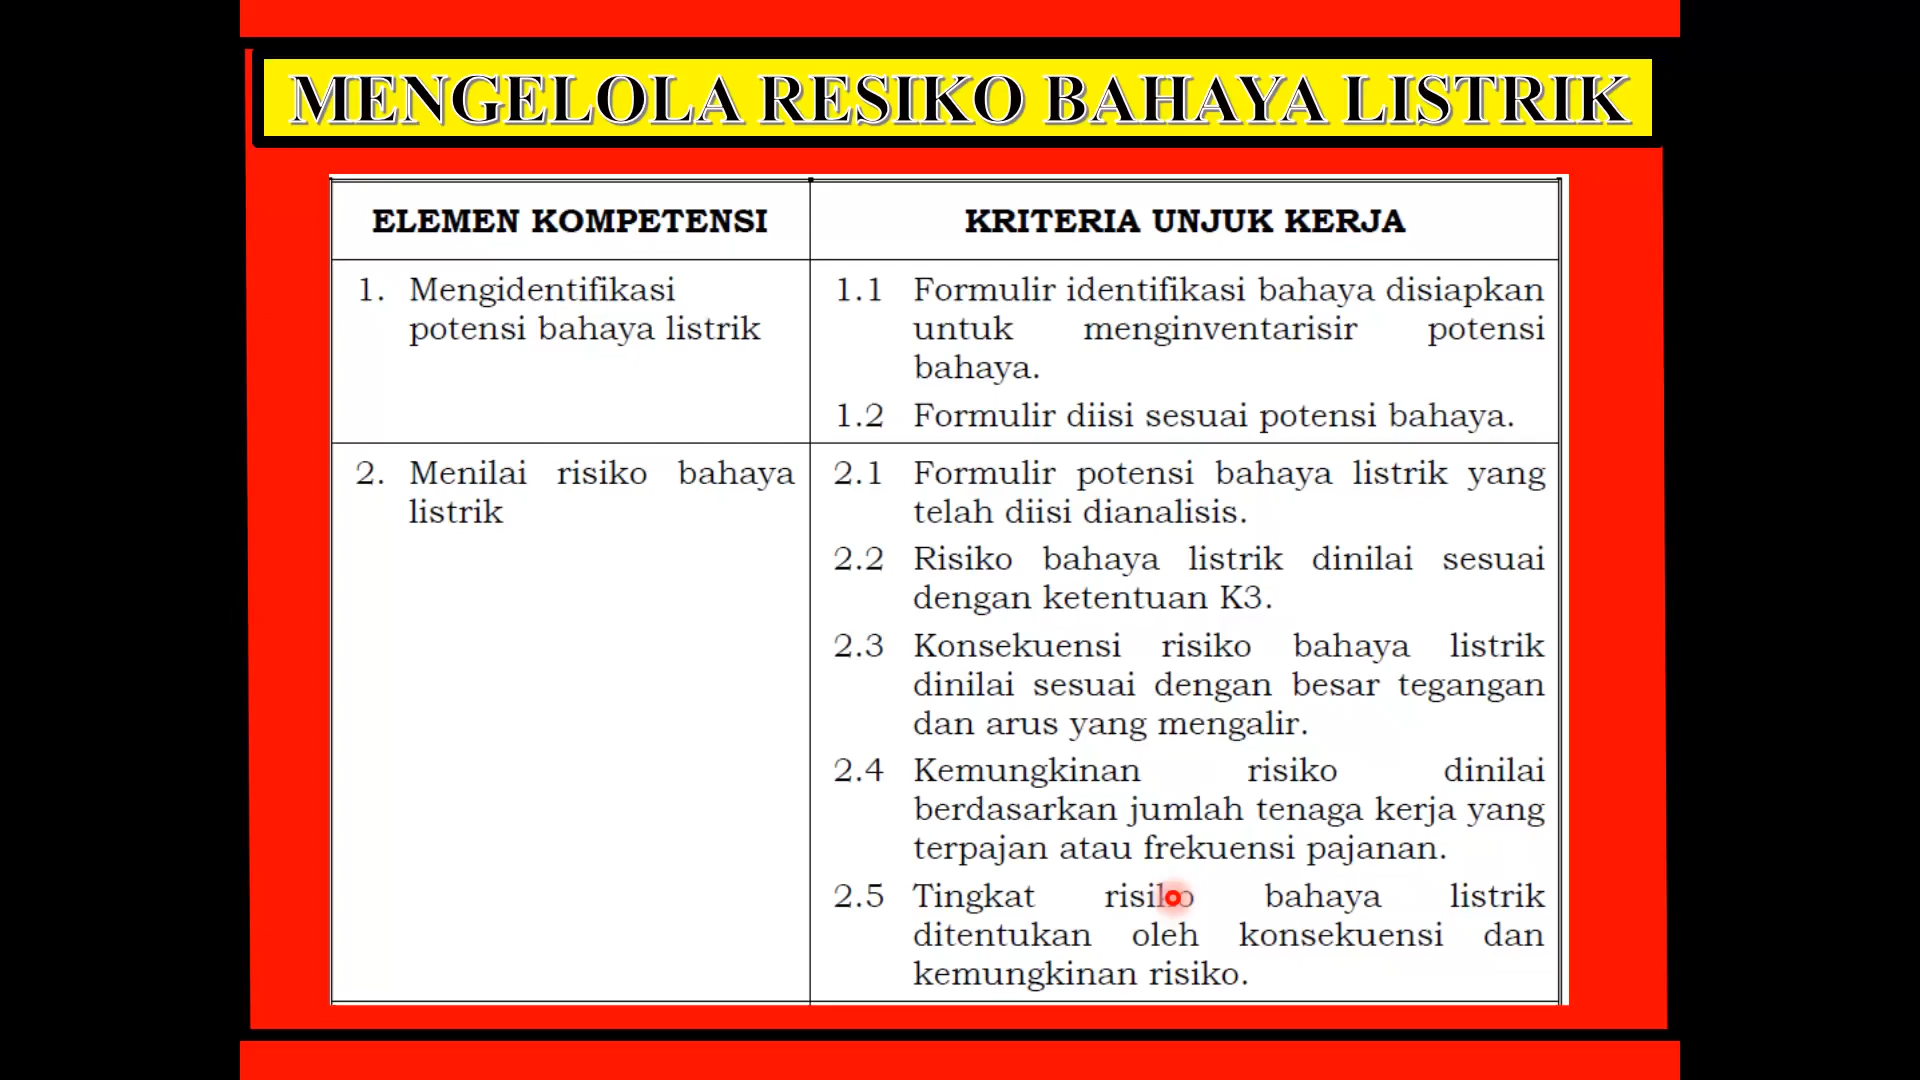 MENGELOLA RESIKO BAHAYA LISTRIK
ELEMEN KOMPETENSI
KRITERIA UNJUK KERJA
1. Mengidentifikasi
potensi bahaya listrik
1.1 Formulir identifikasi bahaya disiapkan
untuk menginventarisir potensi
bahaya.
1.2 Formulir diisi sesuai potensi bahaya.
2. Menilai risiko bahaya
listrik
2.1 Formulir potensi bahaya listrik yang
telah diisi dianalisis.
2.2 Risiko bahaya listrik dinilai sesuai
dengan ketentuan K3.
2.3 Konsekuensi risiko bahaya listrik
dinilai sesuai dengan besar tegangan
dan arus yang mengalir.
2.4 Kemungkinan risiko dinilai
berdasarkan jumlah tenaga kerja yang
terpajan atau frekuensi pajanan.
2.5 Tingkat risiko bahaya listrik
ditentukan oleh konsekuensi dan
kemungkinan risiko.